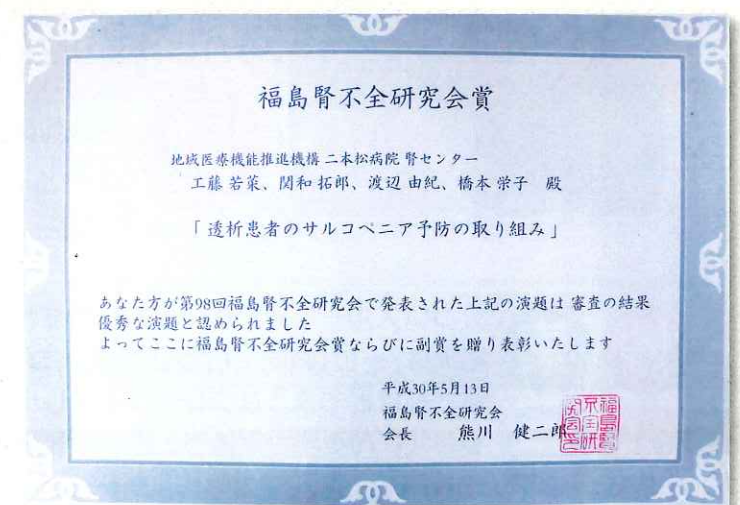 福島腎不全研究会賞
地域医療機能推進機構 二本松病院 腎センター
工藤 若菜、関和 拓郎、渡辺 由紀、橋本 栄子 殿
「透析患者のサルコペニア予防の取り組み」
あなた方が第98回福島腎不全研究会で発表された上記の演題は 審査の結果
優秀な演題と認められました
よってここに福島腎不全研究会賞ならびに副賞を贈り表彰いたします
平成30年5月13日
福島腎不全研究会
会長 熊川 健二郎